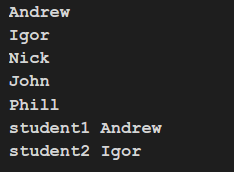 Andrew
Igor
Nick
John
Phill
student1 Andrew
student2 Igor